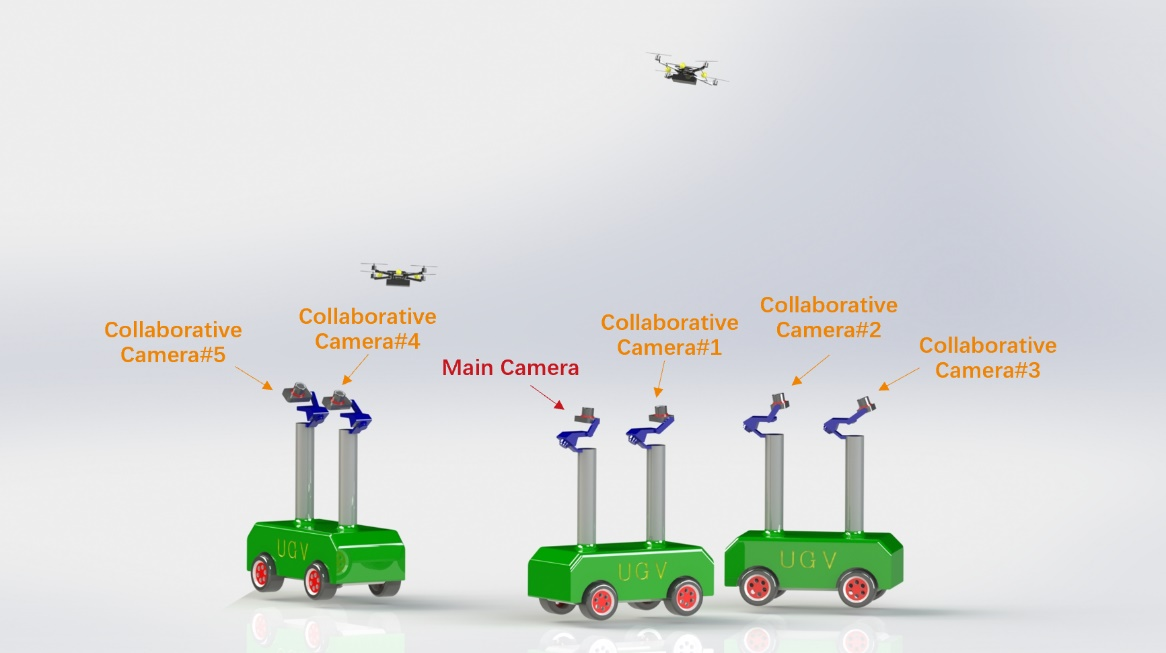 Collaborative
Camera#5
Collaborative
Camera#4
Main Camera
Collaborative
Camera#1
Collaborative
Camera#2
Collaborative
Camera#3
UGV
UGV
UGV